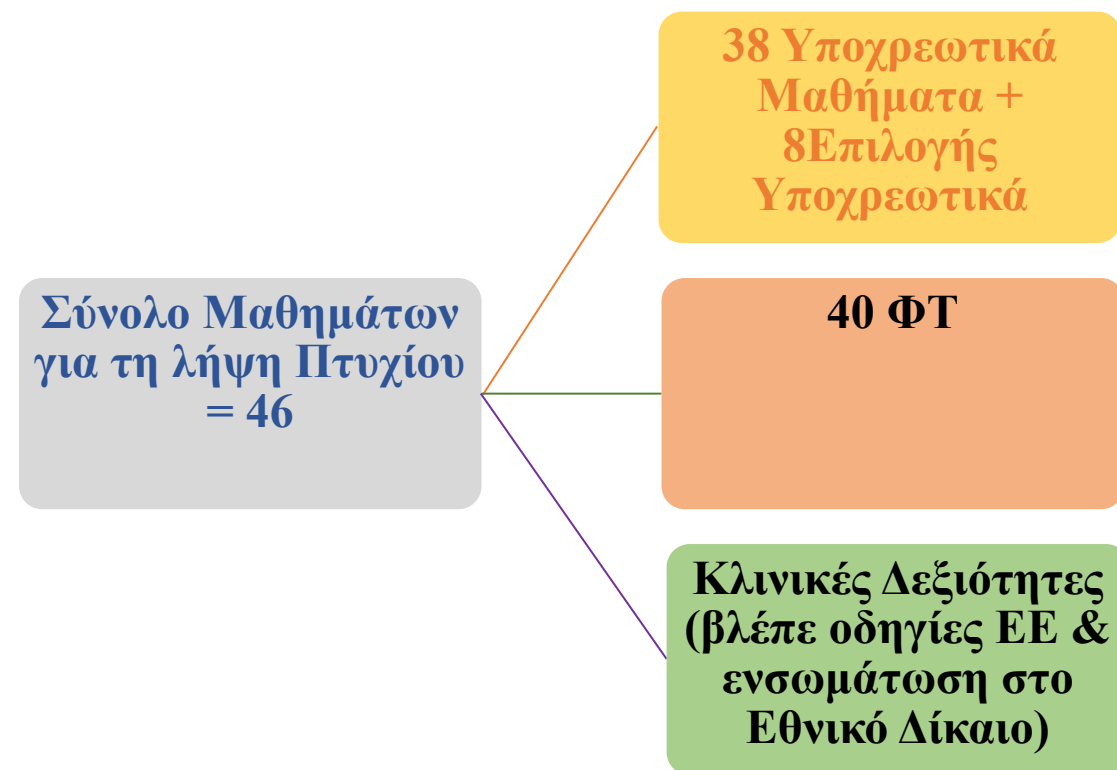 Σύνολο Μαθημάτων
για τη λήψη Πτυχίου
= 46
38 Υποχρεωτικά
Μαθήματα +
8Επιλογής
Υποχρεωτικά
40 ΦΤ
Κλινικές Δεξιότητες
(βλέπε οδηγίες ΕΕ &
ενσωμάτωση στο
Εθνικό Δίκαιο)